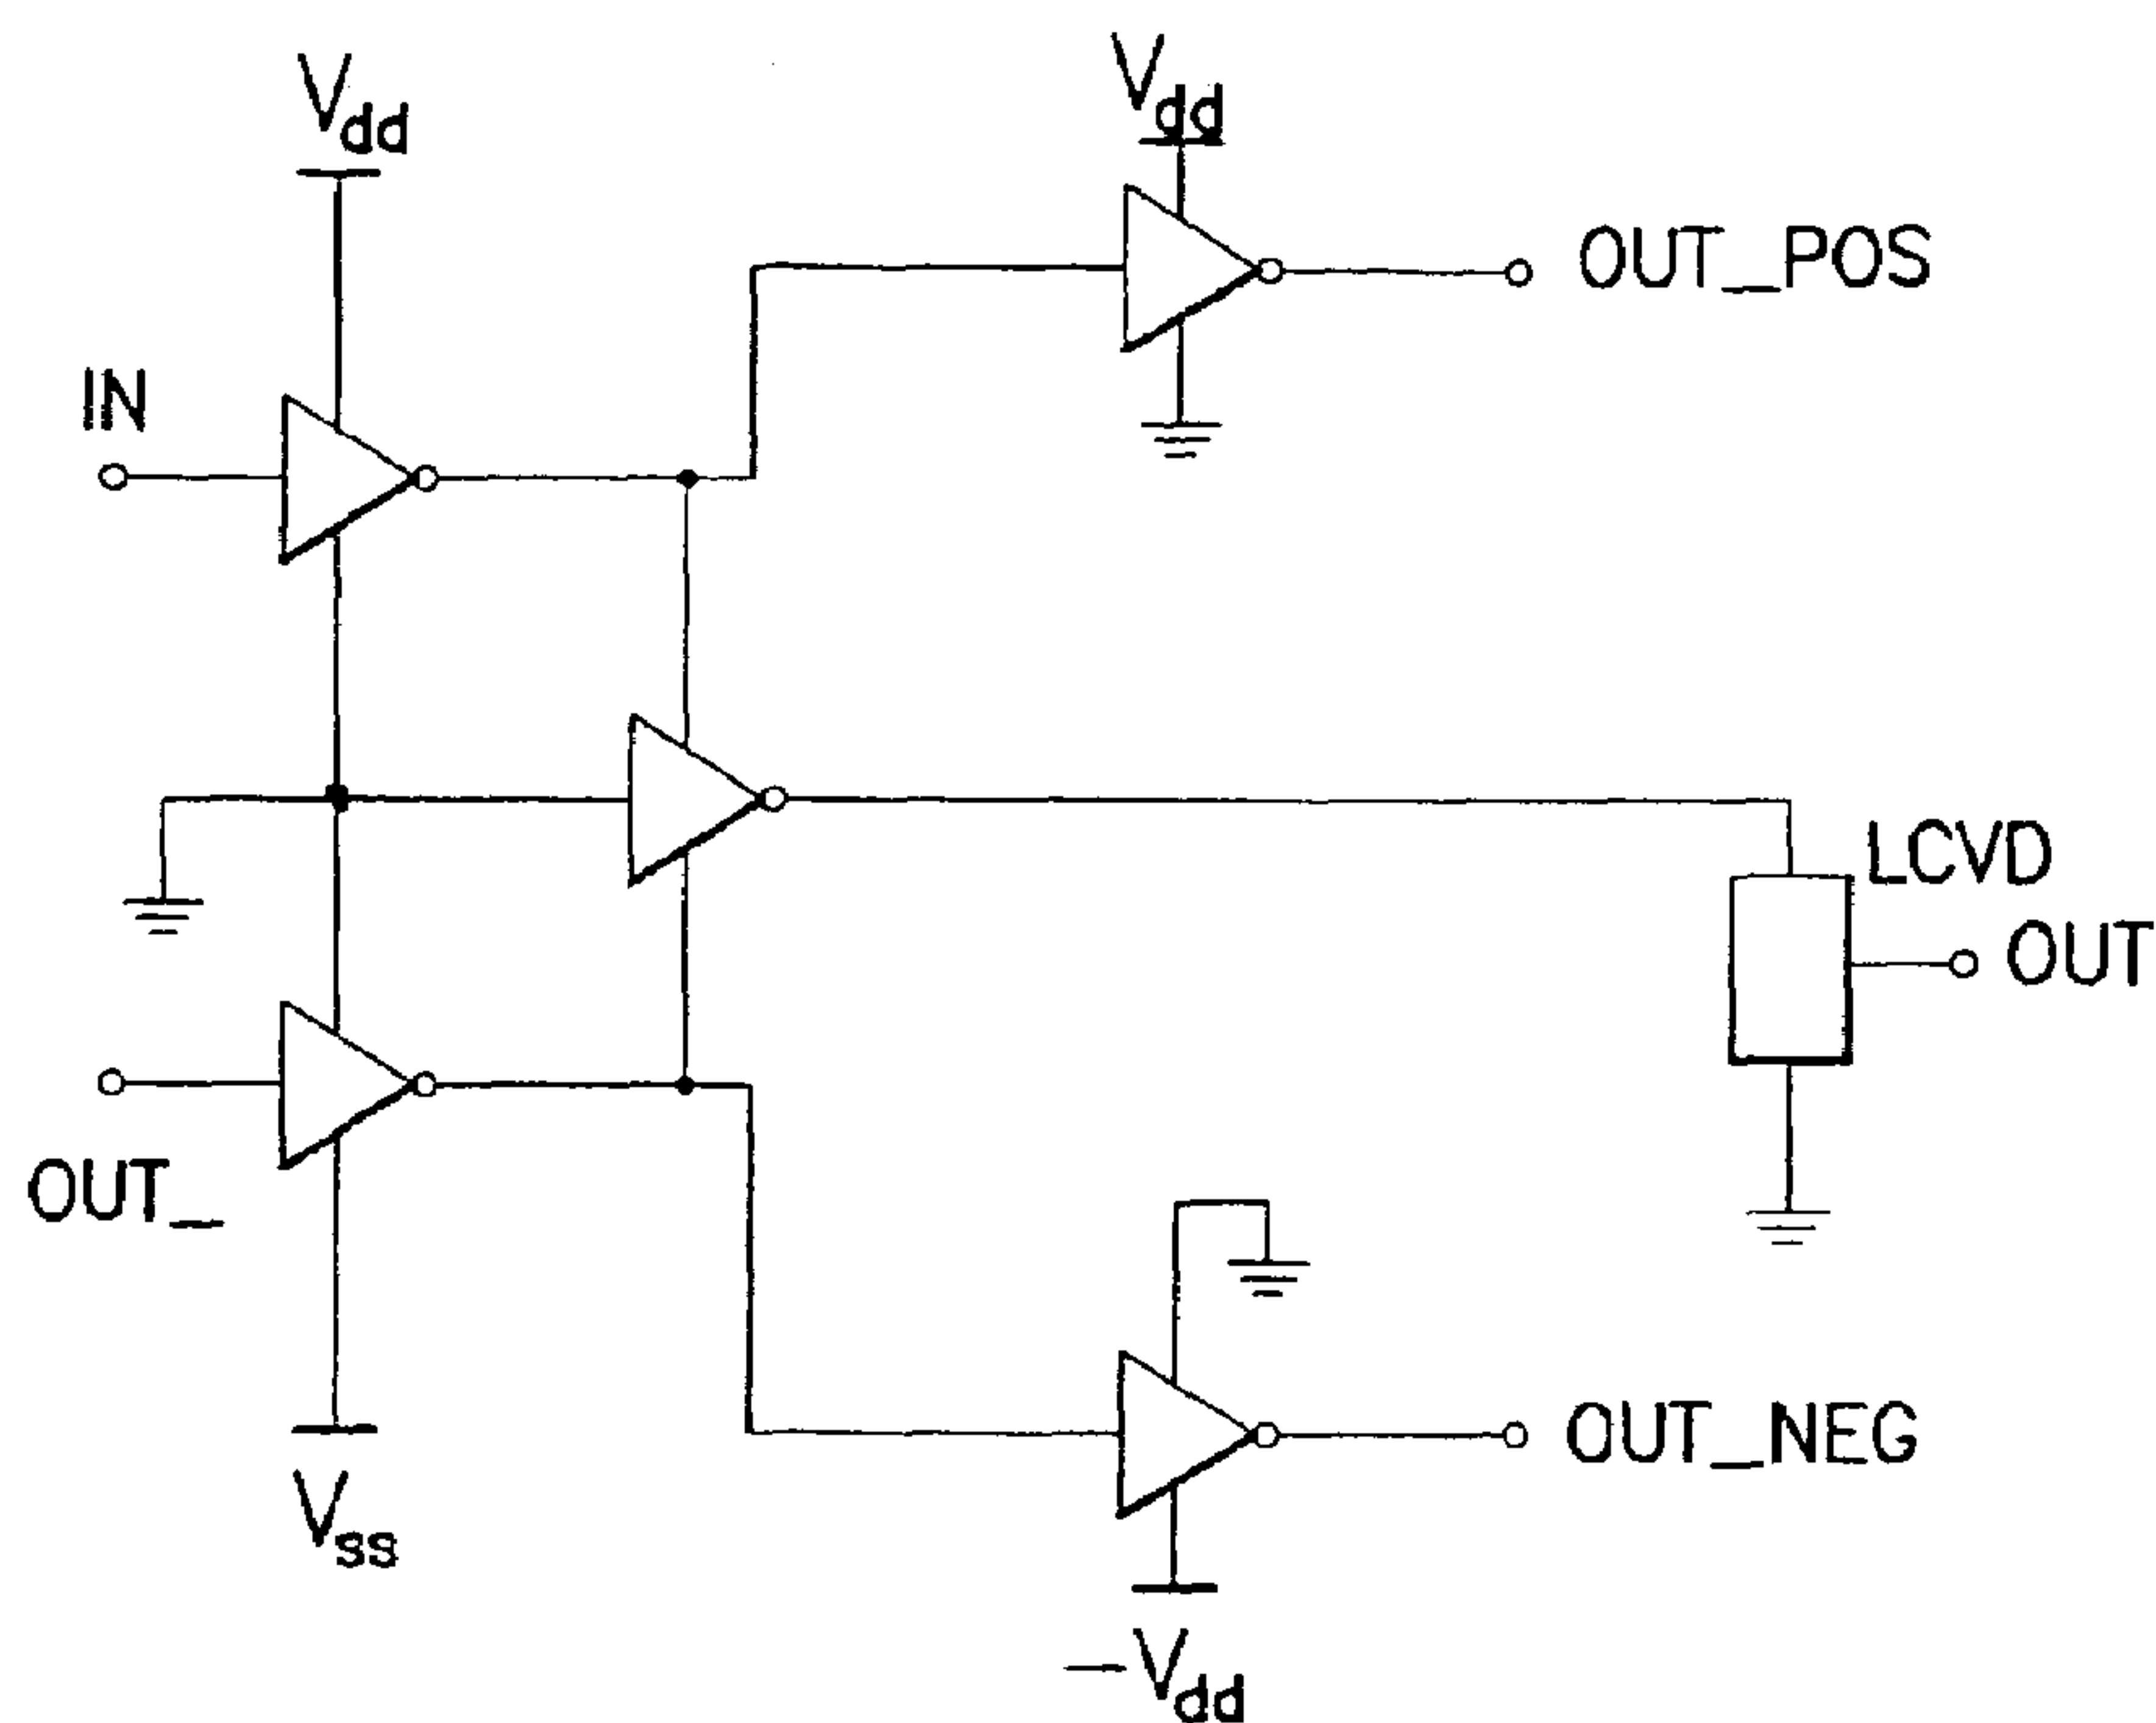 Vdd
Vdd
OUT_POS
IN
LCVD
OUT
OUT_
OUT_NEG
Vss
-Vdd